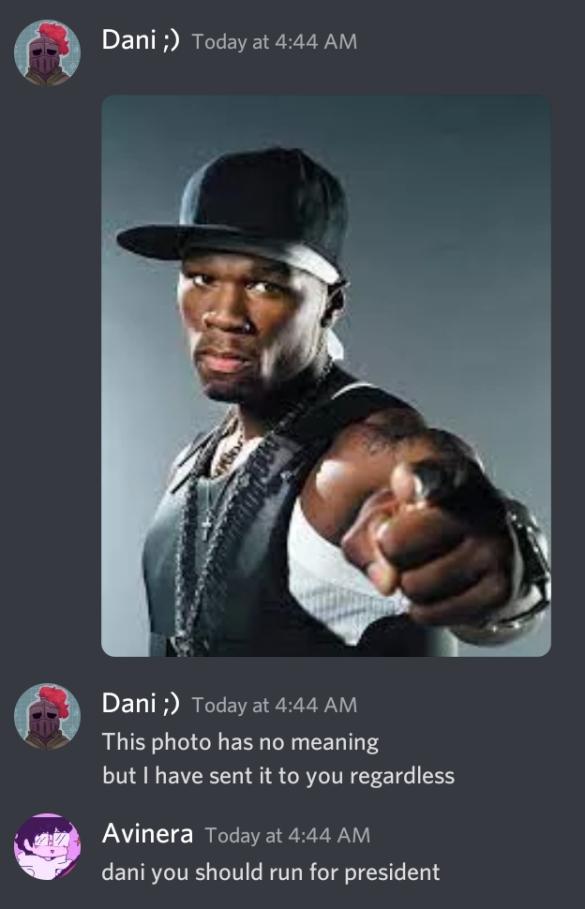 Dani ;) Today at 4:44 AM
Dani ;) Today at 4:44 AM
This photo has no meaning
but I have sent it to you regardless
Avinera Today at 4:44 AM
dani you should run for president